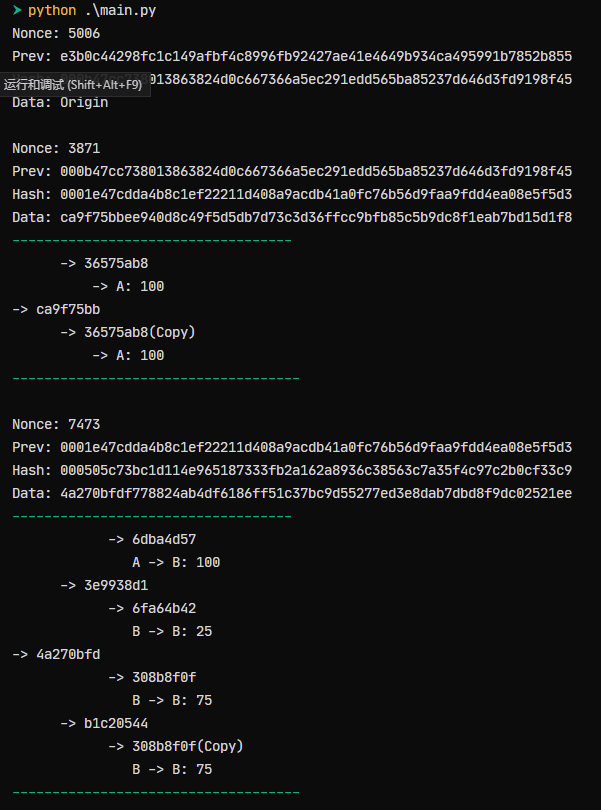 > python .\main.py
Nonce: 5006
Prev: e3b0c44298fc1c149afbf4c8996fb92427ae41e4649b934ca495991b7852b855
000b47cc738013863824d0c667366a5ec291edd565ba85237d646d3fd9198f45
运行和调试 (Shift+Alt+F9)
Data: Origin
Nonce: 3871
Prev: 000b47cc738013863824d0c667366a5ec291edd565ba85237d646d3fd9198f45
Hash: 0001e47cdda4b8c1ef22211d408a9acdb41a0fc76b56d9faa9fdd4ea08e5f5d3
Data: ca9f75bbee940d8c49f5d5db7d73c3d36ffcc9bfb85c5b9dc8f1eab7bd15d1f8
-----------------------------------
-> 36575ab8
-> A: 100
-> ca9f75bb
-> 36575ab8(Copy)
-> A: 100
------------------------------------
Nonce: 7473
Prev: 0001e47cdda4b8c1ef22211d408a9acdb41a0fc76b56d9faa9fdd4ea08e5f5d3
Hash: 000505c73bc1d114e965187333fb2a162a8936c38563c7a35f4c97c2b0cf33c9
Data: 4a270bfdf778824ab4df6186ff51c37bc9d55277ed3e8dab7dbd8f9dc02521ee
-----------------------------------
-> 6dba4d57
A -> B: 100
-> 3e9938d1
-> 6fa64b42
B -> B: 25
-> 4a270bfd
-> 308b8f0f
B -> B: 75
-> b1c20544
-> 308b8f0f(Copy)
B -> B: 75
------------------------------------